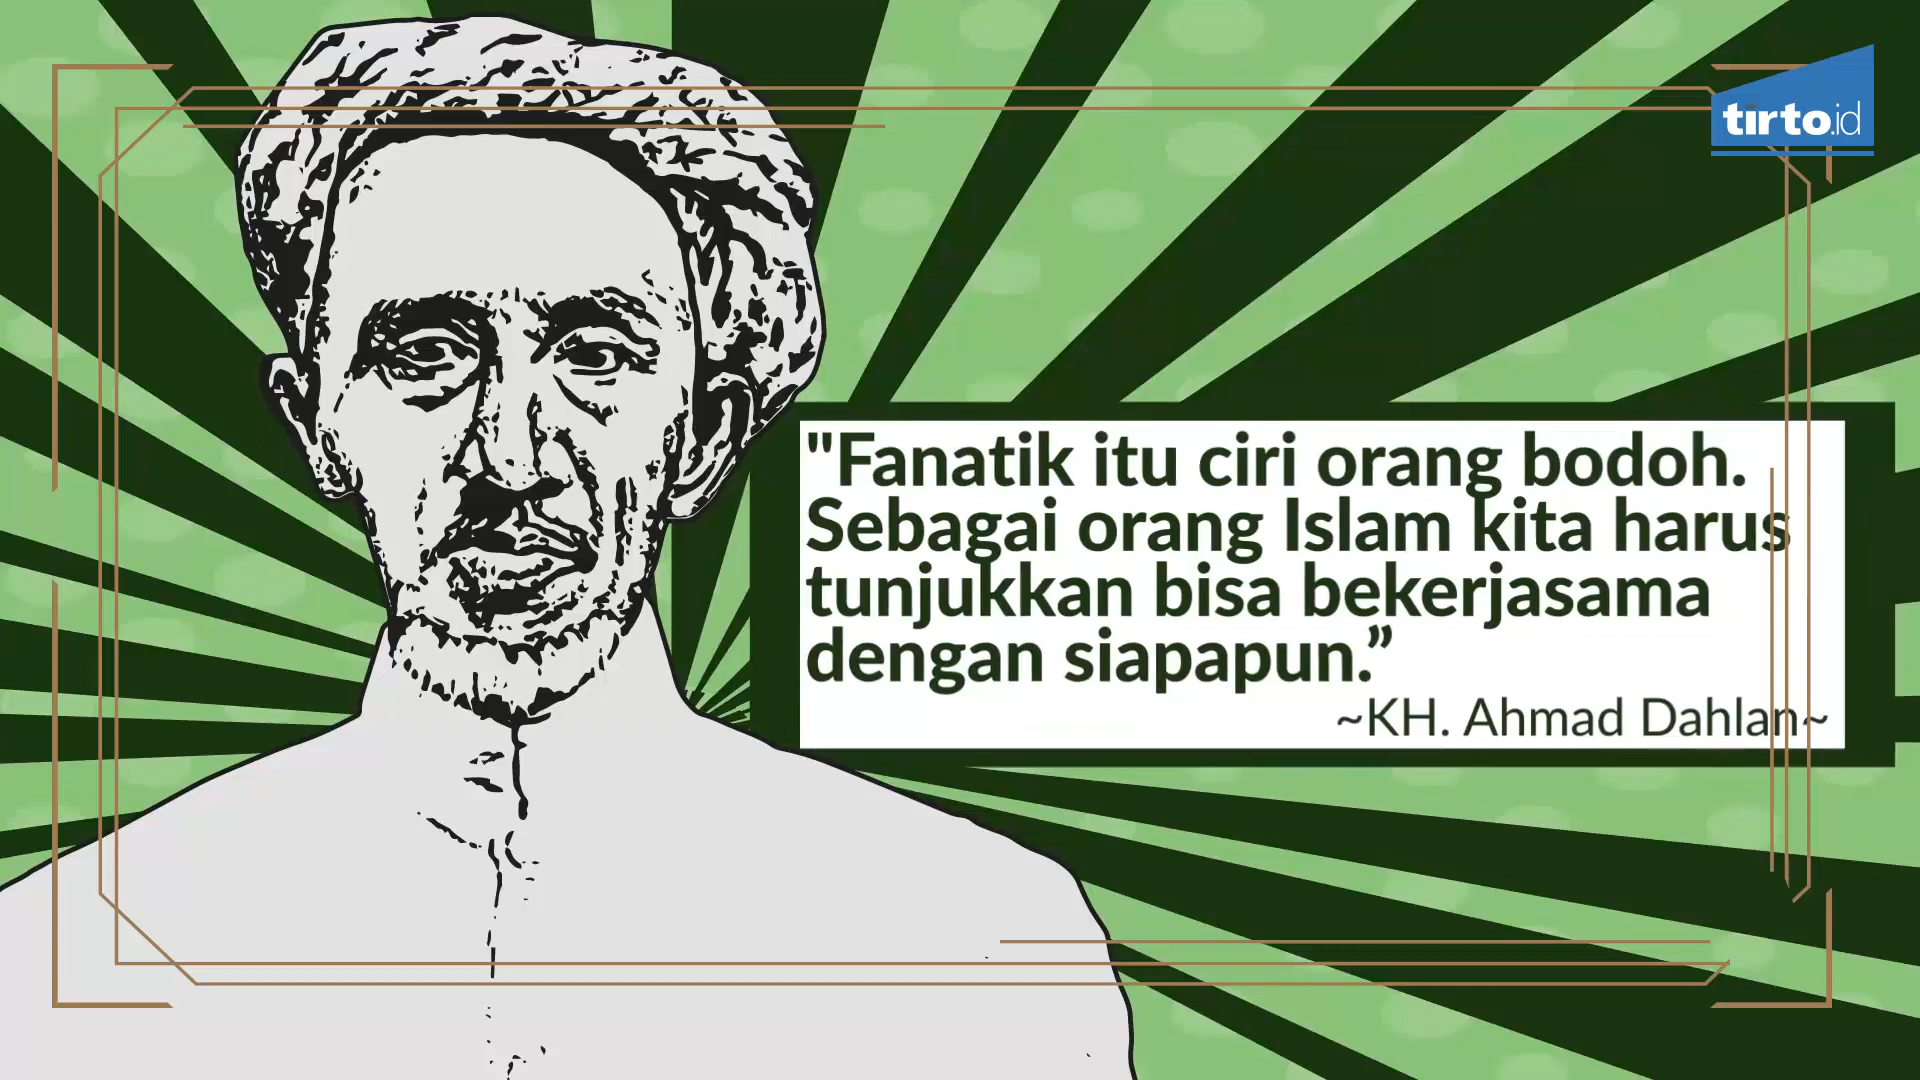 tirto.id
"Fanatik itu ciri orang bodoh.
Sebagai orang Islam kita harus
tunjukkan bisa bekerjasama
dengan siapapun.”
~KH. Ahmad Dahlan~